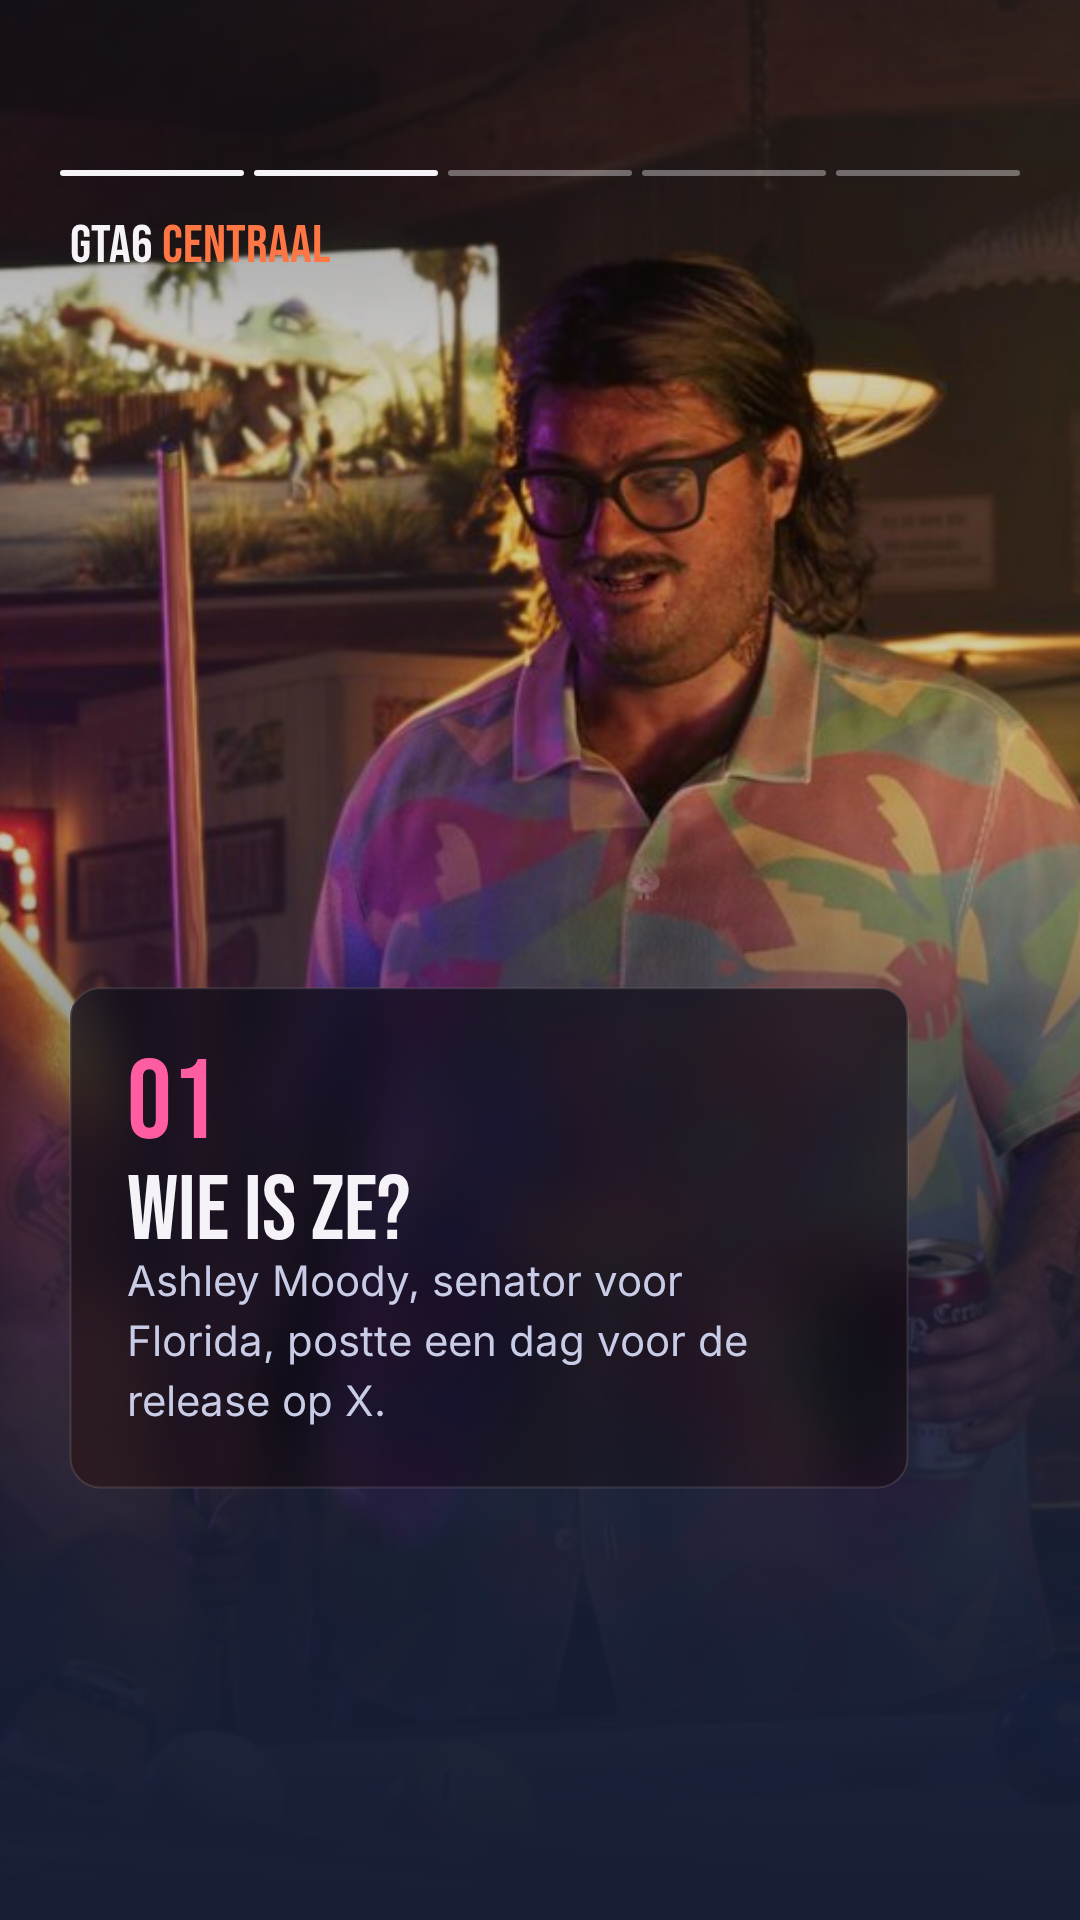 GTA6 CENTRAAL
01
WIE IS ZE?
Ashley Moody, senator voor
Florida, postte een dag voor de
release op X.